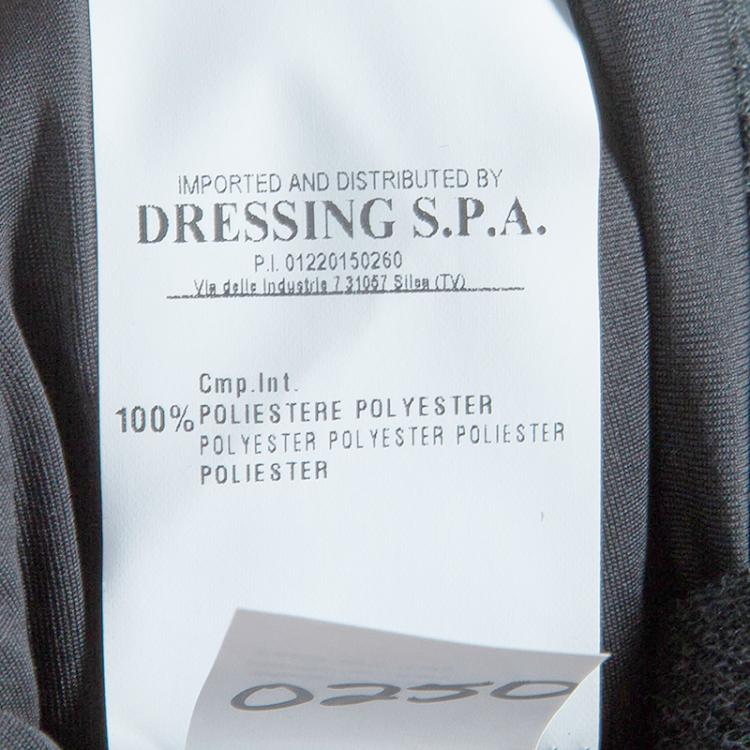 IMPORTED AND DISTRIBUTED BY
DRESSING S.P.A.
P.I. 01220150260
Via delle Industrie 7 31057 Silea (TV)
Cmp.Int.
100% POLIESTERE POLYESTER
POLYESTER POLYESTER POLIESTER
POLIESTER
0250